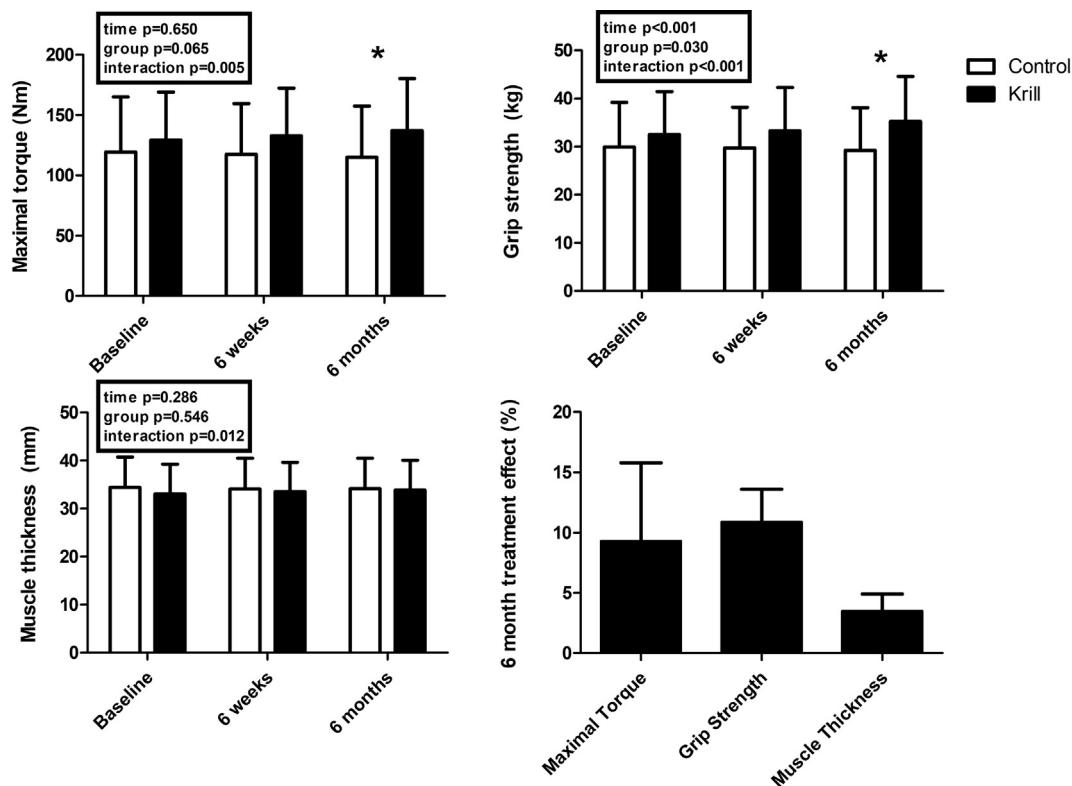 time p=0.650
group p=0.065
interaction p=0.005
*
Maximal torque (Nm)
200
150
100
50
0
Baseline
6 weeks
6 months
time p<0.001
group p=0.030
interaction p<0.001
*
Grip strength (kg)
50
40
30
20
10
0
Baseline
6 weeks
6 months
Control
Krill
time p=0.286
group p=0.546
interaction p=0.012
Muscle thickness (mm)
50
40
30
20
10
0
Baseline
6 weeks
6 months
6 month treatment effect (%)
20
15
10
5
0
Maximal Torque
Grip Strength
Muscle Thickness